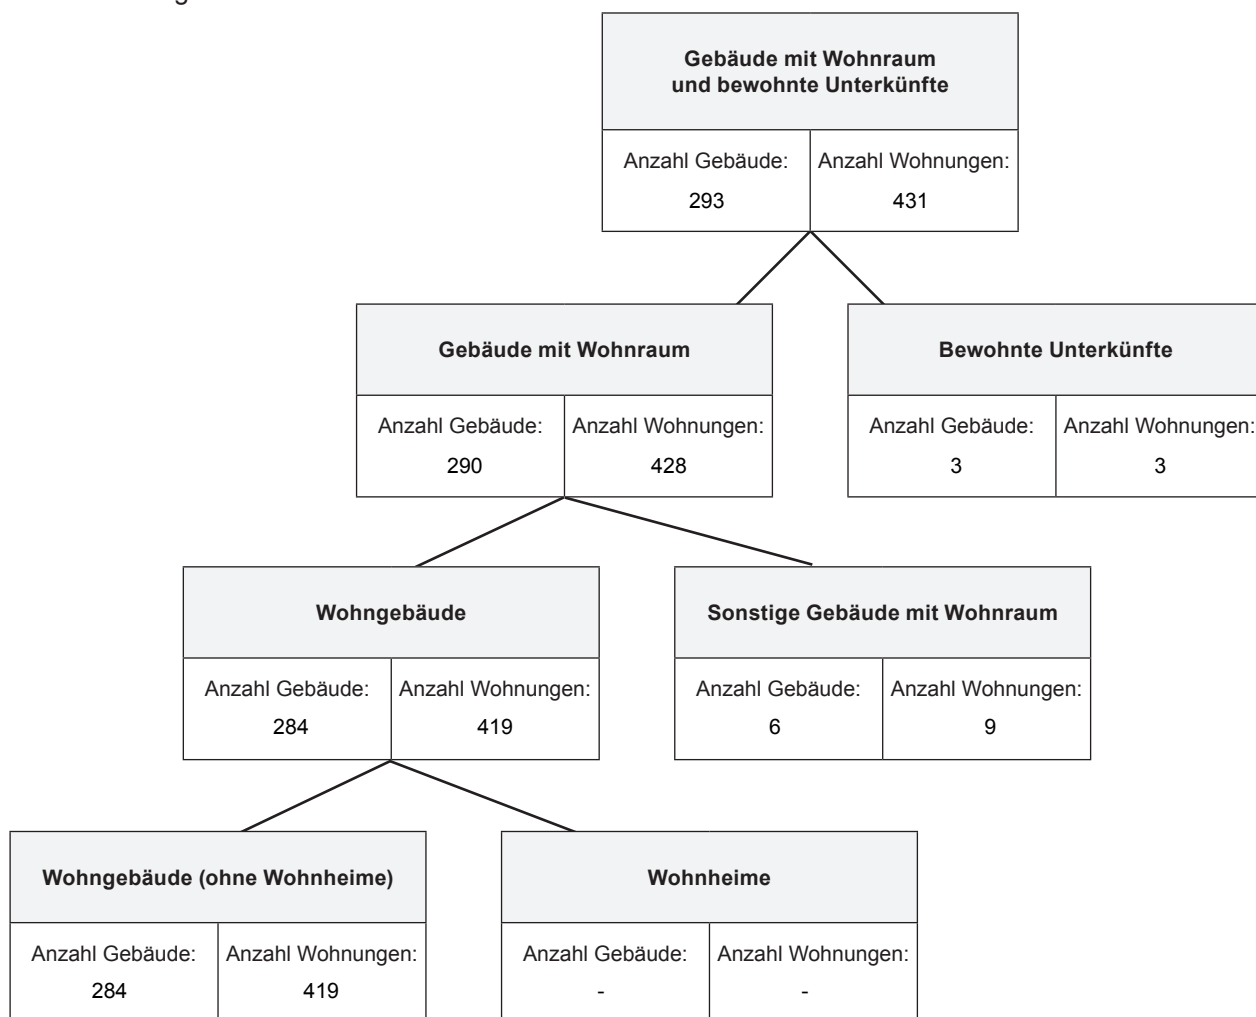 Gebäude mit Wohnraum
und bewohnte Unterkünfte
Anzahl Gebäude: Anzahl Wohnungen:
293 431
Gebäude mit Wohnraum
Anzahl Gebäude: Anzahl Wohnungen:
290 428
Bewohnte Unterkünfte
Anzahl Gebäude: Anzahl Wohnungen:
3 3
Wohngebäude
Anzahl Gebäude: Anzahl Wohnungen:
284 419
Sonstige Gebäude mit Wohnraum
Anzahl Gebäude: Anzahl Wohnungen:
6 9
Wohngebäude (ohne Wohnheime)
Anzahl Gebäude: Anzahl Wohnungen:
284 419
Wohnheime
Anzahl Gebäude: Anzahl Wohnungen:
- -